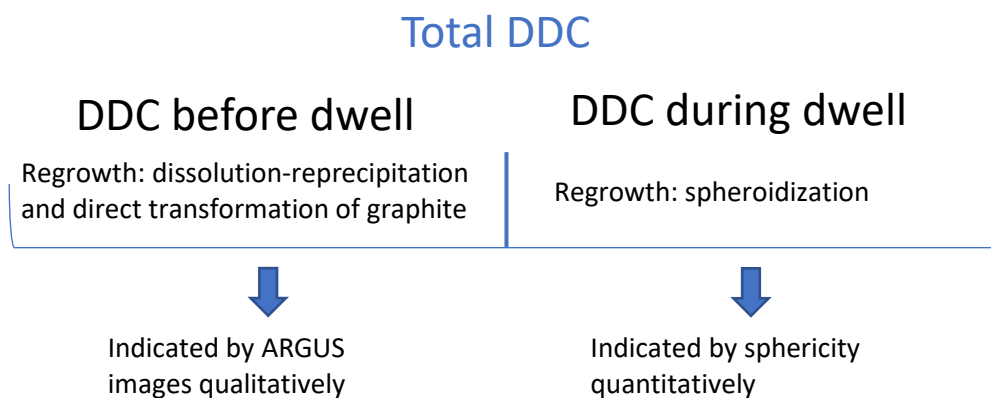 Total DDC
DDC before dwell
Regrowth: dissolution-reprecipitation
and direct transformation of graphite
DDC during dwell
Regrowth: spheroidization
Indicated by ARGUS
images qualitatively
Indicated by sphericity
quantitatively